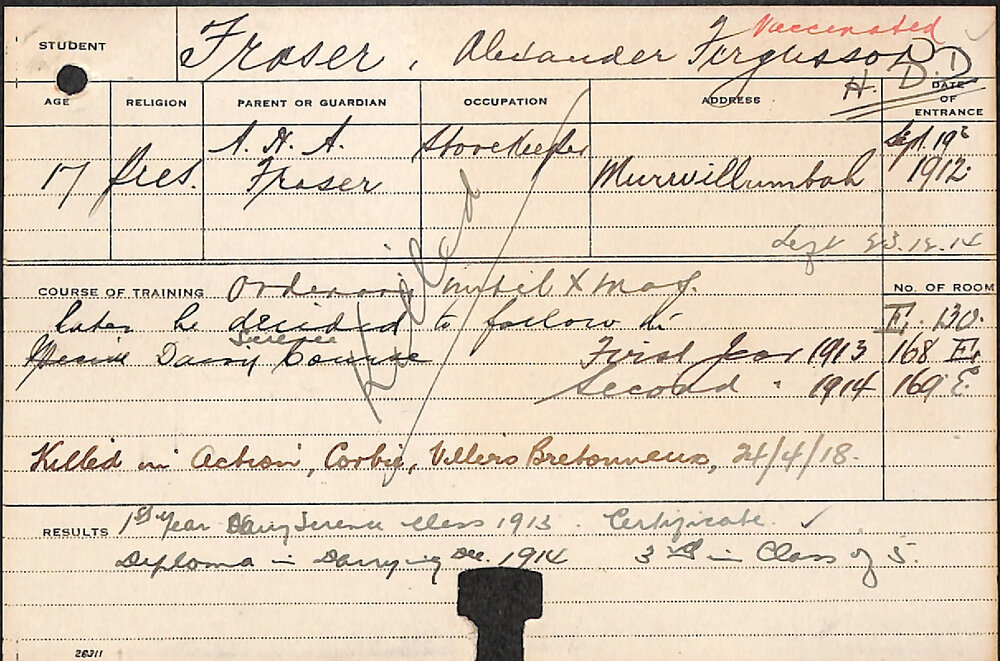 Vaccinated
STUDENT Fraser, Alexander Fergusson
H. D. D
AGE RELIGION PARENT OR GUARDIAN OCCUPATION ADDRESS DATE OF ENTRANCE
A. H. A. Storekeeper Sept. 19
17 Pres. Fraser Murwillumbah 1912
Left 23.12.14
Killed
COURSE OF TRAINING Ordinary until Xmas. NO. OF ROOM
later he decided to follow E. 130.
Science
Dairy Course First Year 1913 168 E.
Second " 1914 169 E
Killed in Action, Corbie, Villers Bretonneux, 24/4/18.
RESULTS 1st Year Dairy Science Class 1913. Certificate. ✓
Diploma in Dairying Dec. 1914 3rd in Class of 5.
26311